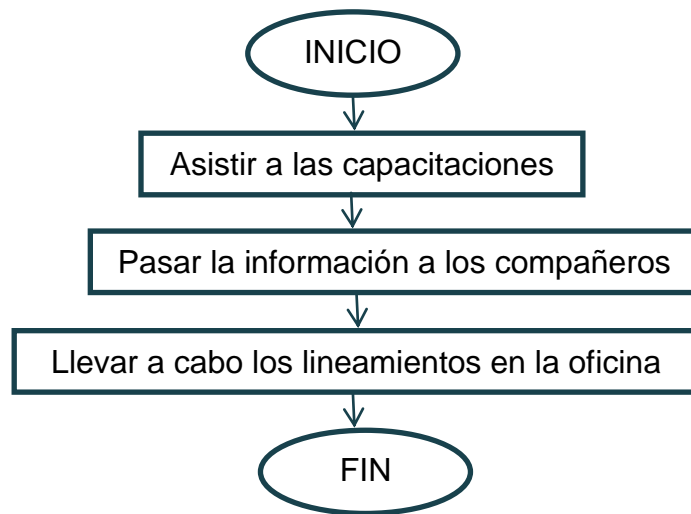 INICIO
Asistir a las capacitaciones
Pasar la información a los compañeros
Llevar a cabo los lineamientos en la oficina
FIN